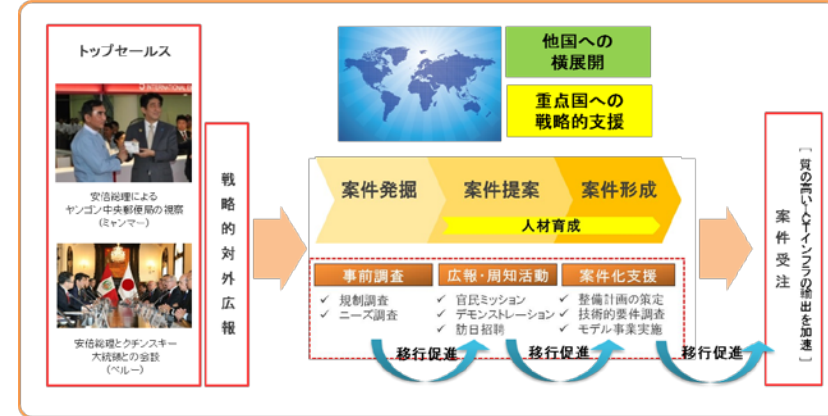 トップセールス
INTERNATIONAL
安倍総理による
ヤンゴン中央郵便局の視察
(ミャンマー)
安倍総理とクチンスキー
大統領との会談
(ペルー)
戦略的対外広報
他国への
横展開
重点国への
戦略的支援
案件発掘
案件提案
案件形成
人材育成
事前調査
✓ 規制調査
✓ ニーズ調査
広報・周知活動
✓ 官民ミッション
✓ デモンストレーション
✓ 訪日招聘
案件化支援
✓ 整備計画の策定
✓ 技術的要件調査
✓ モデル事業実施
移行促進
移行促進
移行促進
案件受注
[質の高いICTインフラの輸出を加速]